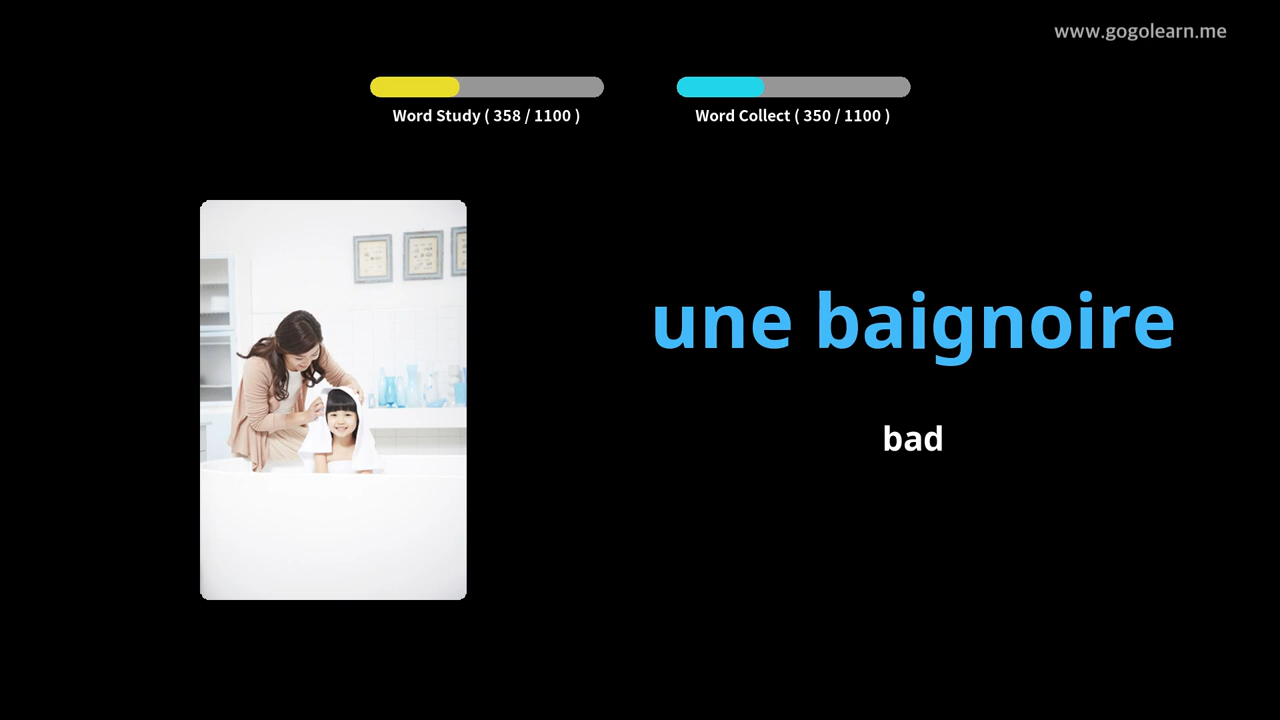 www.gogolearn.me
Word Study ( 358 / 1100 )
Word Collect ( 350 / 1100 )
une baignoire
bad